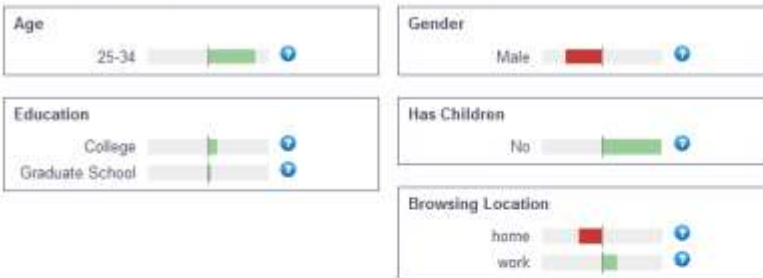 Age
25-34
Education
College
Graduate School
Gender
Male
Has Children
No
Browsing Location
home
work